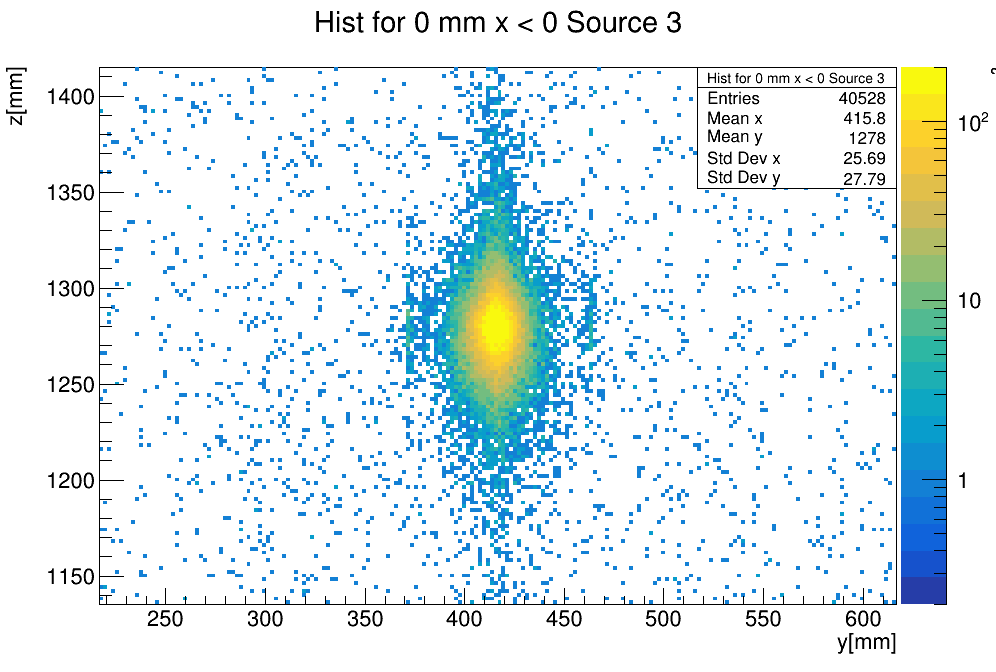 Hist for 0 mm x < 0 Source 3
z[mm]
Hist for 0 mm x < 0 Source 3
Entries 40528
Mean x 415.8
Mean y 1278
Std Dev x 25.69
Std Dev y 27.79
1400
1350
1300
1250
1200
1150
10²
10
1
250 300 350 400 450 500 550 600
y[mm]